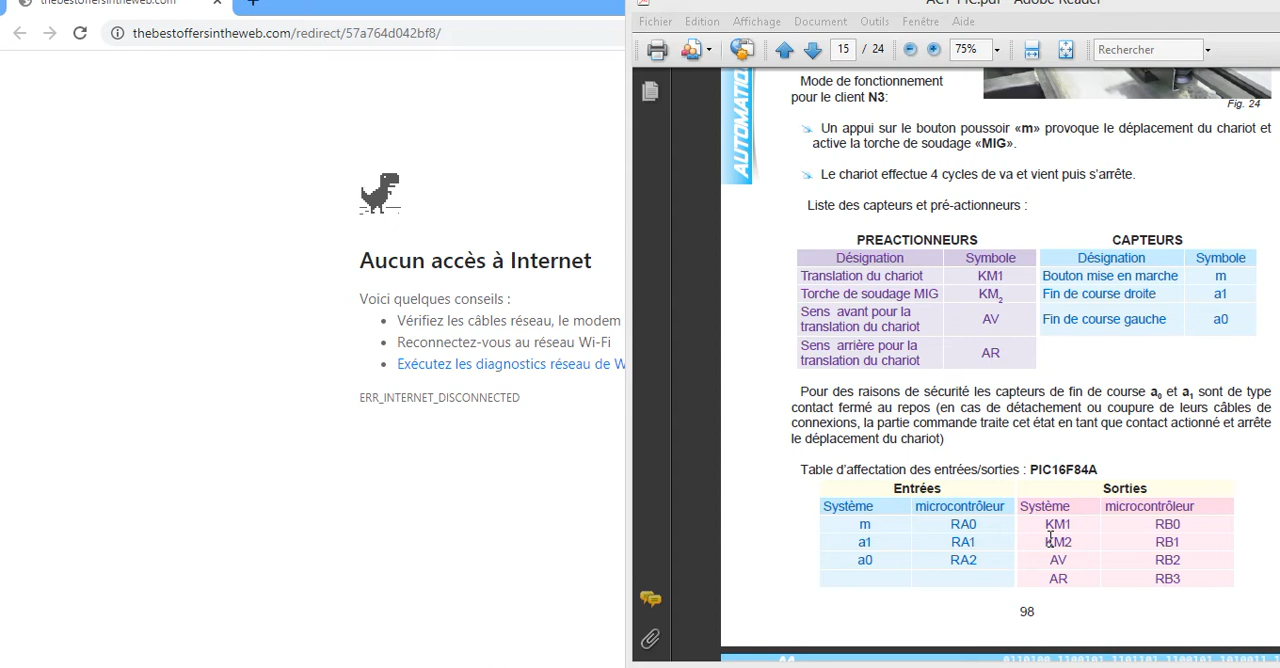 thebestoffersintheweb.com
thebestoffersintheweb.com/redirect/57a764d042bf8/
Aucun accès à Internet
Voici quelques conseils :
Vérifiez les câbles réseau, le modem
Reconnectez-vous au réseau Wi-Fi
Exécutez les diagnostics réseau de W
ERR_INTERNET_DISCONNECTED
Adobe Reader
Fichier Edition Affichage Document Outils Fenêtre Aide
15 / 24 75% Rechercher
AUTOMATIQ
Mode de fonctionnement
pour le client N3:
Fig. 24
Un appui sur le bouton poussoir «m» provoque le déplacement du chariot et
active la torche de soudage «MIG».
Le chariot effectue 4 cycles de va et vient puis s’arrête.
Liste des capteurs et pré-actionneurs :
PREACTIONNEURS CAPTEURS
Désignation Symbole Désignation Symbole
Translation du chariot KM1 Bouton mise en marche m
Torche de soudage MIG KM2 Fin de course droite a1
Sens avant pour la
translation du chariot AV Fin de course gauche a0
Sens arrière pour la
translation du chariot AR
Pour des raisons de sécurité les capteurs de fin de course a0 et a1 sont de type
contact fermé au repos (en cas de détachement ou coupure de leurs câbles de
connexions, la partie commande traite cet état en tant que contact actionné et arrête
le déplacement du chariot)
Table d’affectation des entrées/sorties : PIC16F84A
Entrées Sorties
Système microcontrôleur Système microcontrôleur
m RA0 KM1 RB0
a1 RA1 KM2 RB1
a0 RA2 AV RB2
AR RB3
98